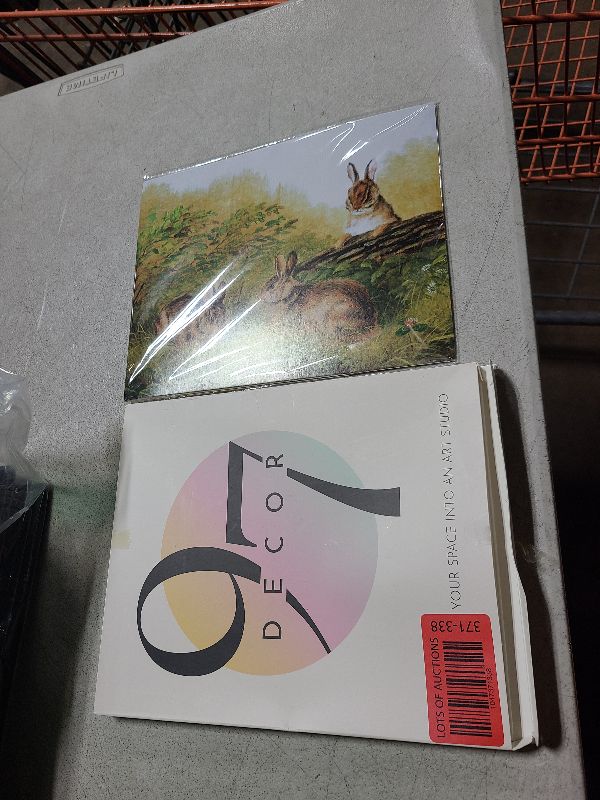 LIFETIME
97
DECOR
YOUR SPACE INTO AN ART STUDIO
LOTS OF AUCTIONS
371-338